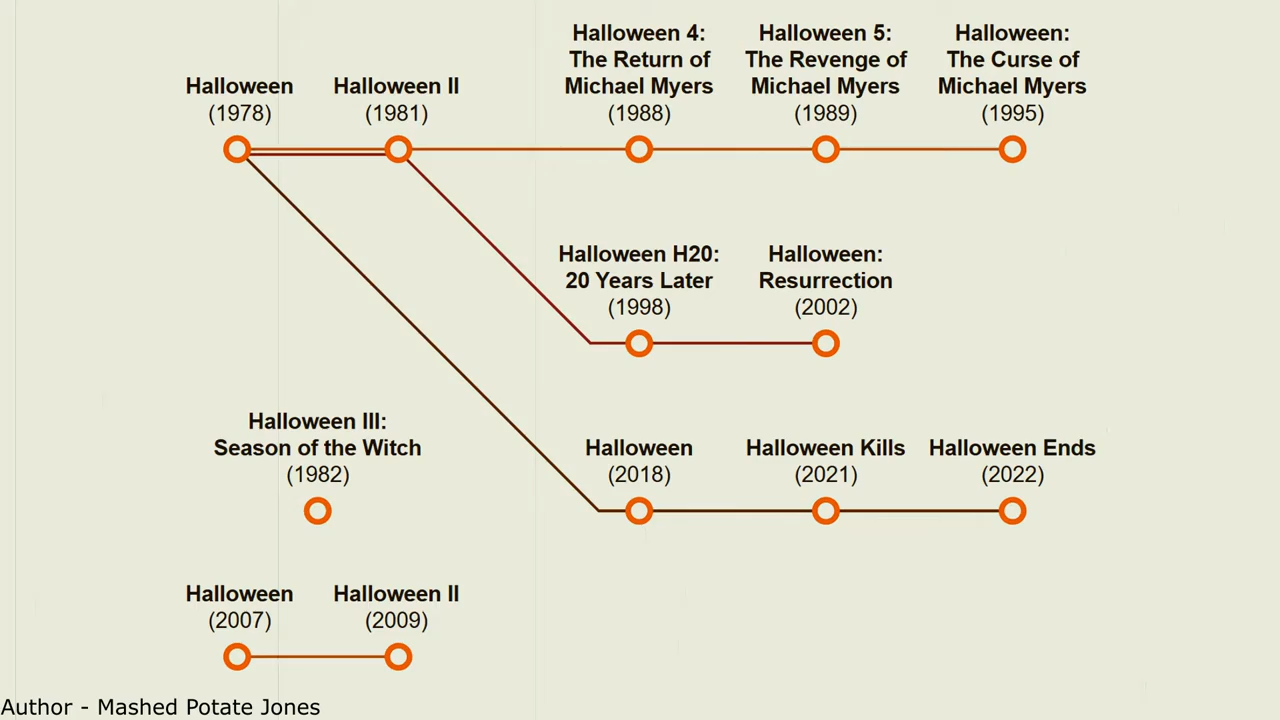 Halloween
(1978)
Halloween II
(1981)
Halloween 4:
The Return of
Michael Myers
(1988)
Halloween 5:
The Revenge of
Michael Myers
(1989)
Halloween:
The Curse of
Michael Myers
(1995)
Halloween H20:
20 Years Later
(1998)
Halloween:
Resurrection
(2002)
Halloween III:
Season of the Witch
(1982)
Halloween
(2018)
Halloween Kills
(2021)
Halloween Ends
(2022)
Halloween
(2007)
Halloween II
(2009)
Author - Mashed Potate Jones